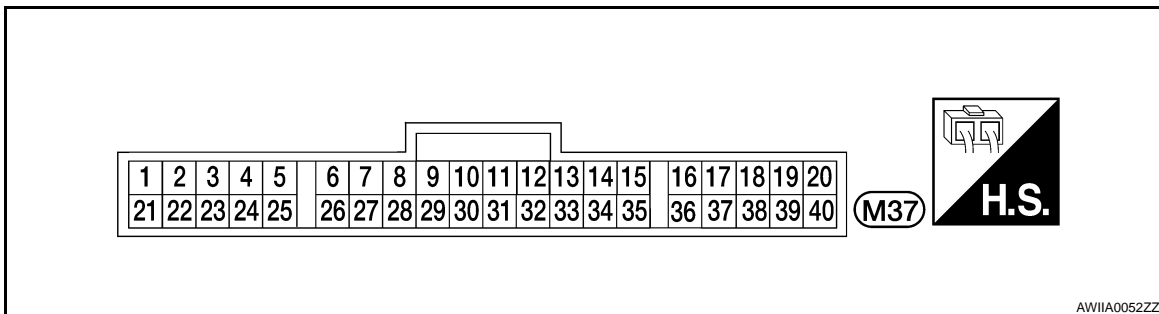 1 2 3 4 5 6 7 8 9 10 11 12 13 14 15 16 17 18 19 20
21 22 23 24 25 26 27 28 29 30 31 32 33 34 35 36 37 38 39 40
M37
H.S.
AWIIA0052ZZ